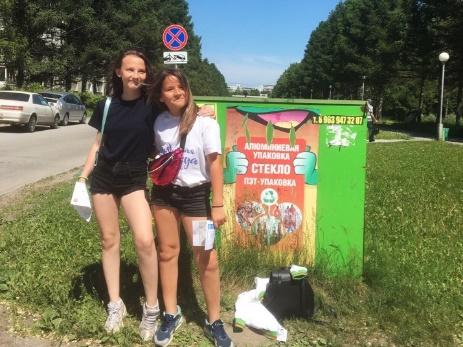 т. 8 963 947 32 07
АЛЮМИНИЕВАЯ
УПАКОВКА
СТЕКЛО
ПЭТ-УПАКОВКА